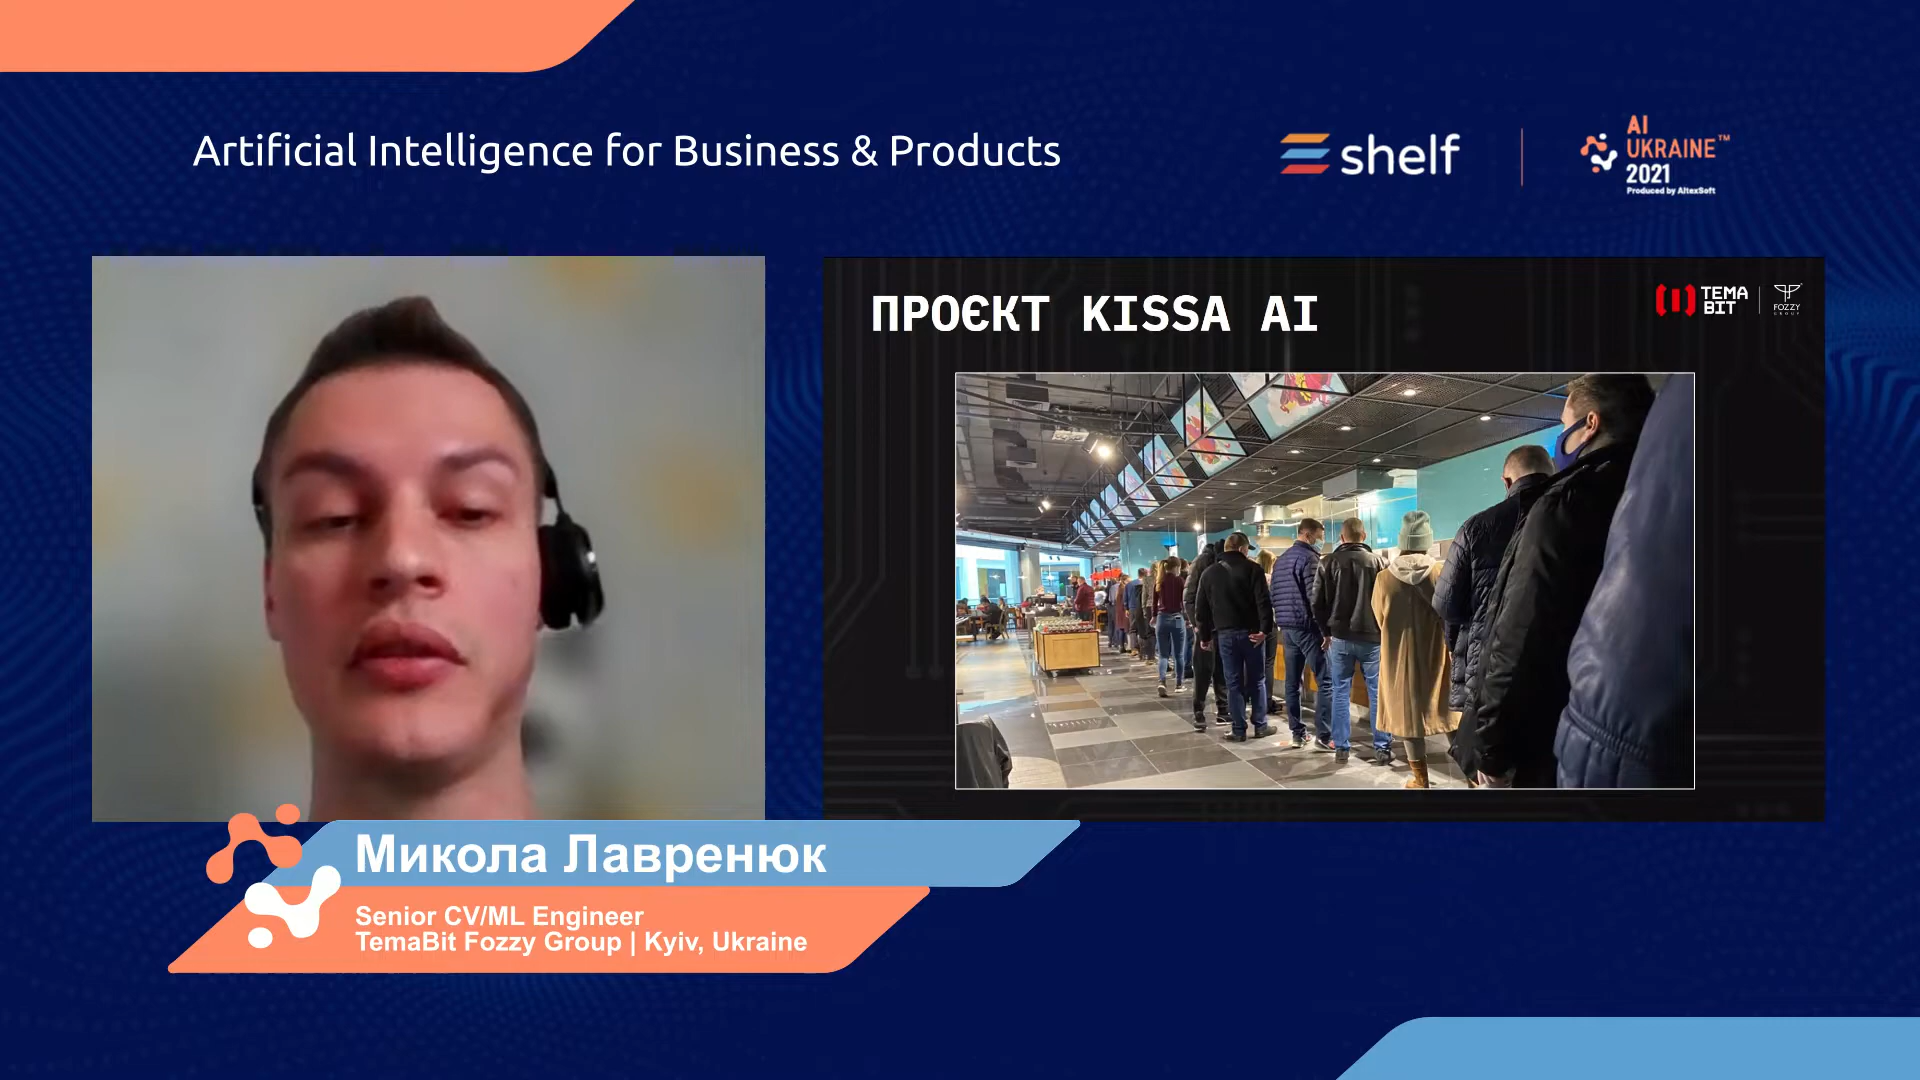 Artificial Intelligence for Business & Products
shelf
AI
UKRAINE™
2021
Produced by AltexSoft
ПРОЄКТ KISSA AI
TEMA
BIT
FOZZY
GROUP
Микола Лавренюк
Senior CV/ML Engineer
TemaBit Fozzy Group | Kyiv, Ukraine